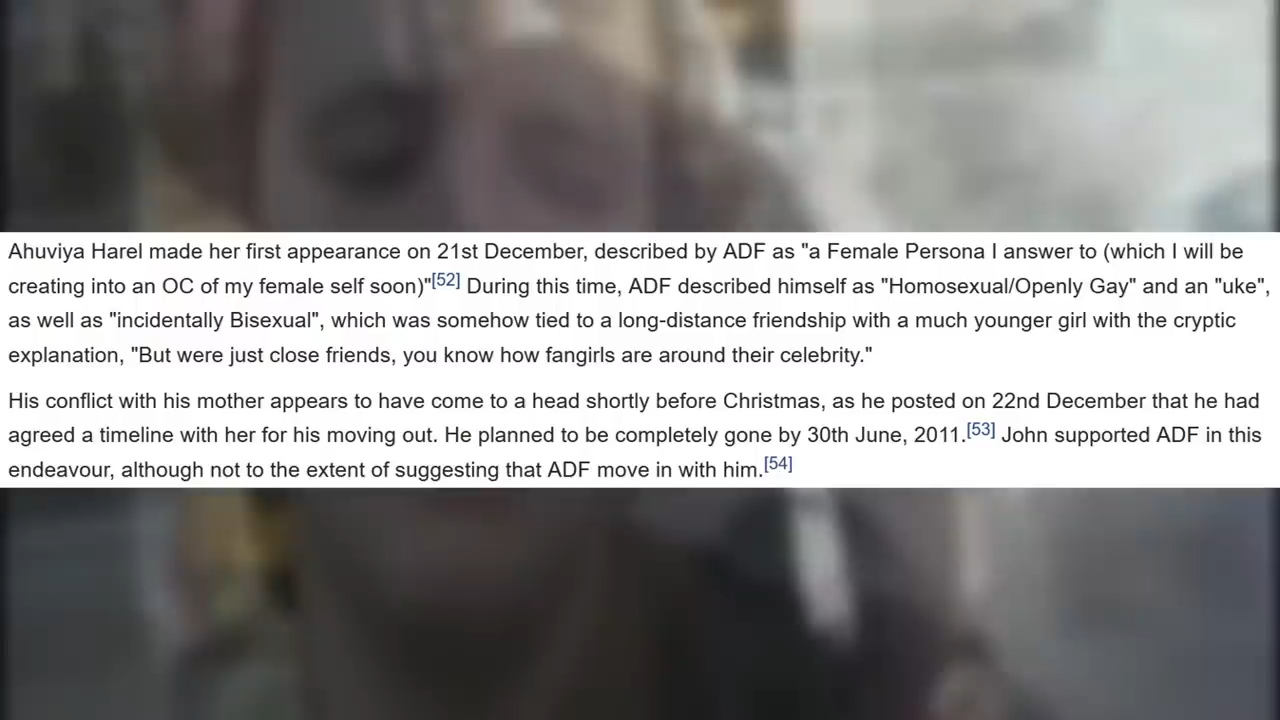 Ahuviya Harel made her first appearance on 21st December, described by ADF as "a Female Persona I answer to (which I will be
creating into an OC of my female self soon)"[52] During this time, ADF described himself as "Homosexual/Openly Gay" and an "uke",
as well as "incidentally Bisexual", which was somehow tied to a long-distance friendship with a much younger girl with the cryptic
explanation, "But were just close friends, you know how fangirls are around their celebrity."
His conflict with his mother appears to have come to a head shortly before Christmas, as he posted on 22nd December that he had
agreed a timeline with her for his moving out. He planned to be completely gone by 30th June, 2011.[53] John supported ADF in this
endeavour, although not to the extent of suggesting that ADF move in with him.[54]